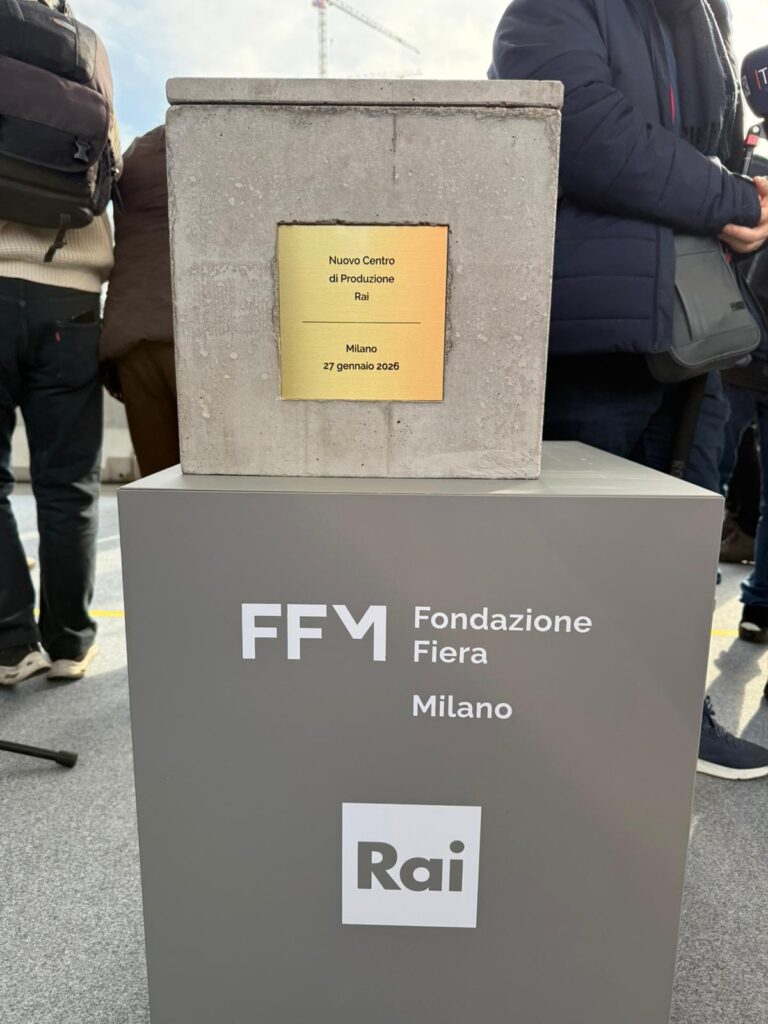 Nuovo Centro
di Produzione
Rai
Milano
27 gennaio 2026
FFM
Fondazione
Fiera
Milano
Rai